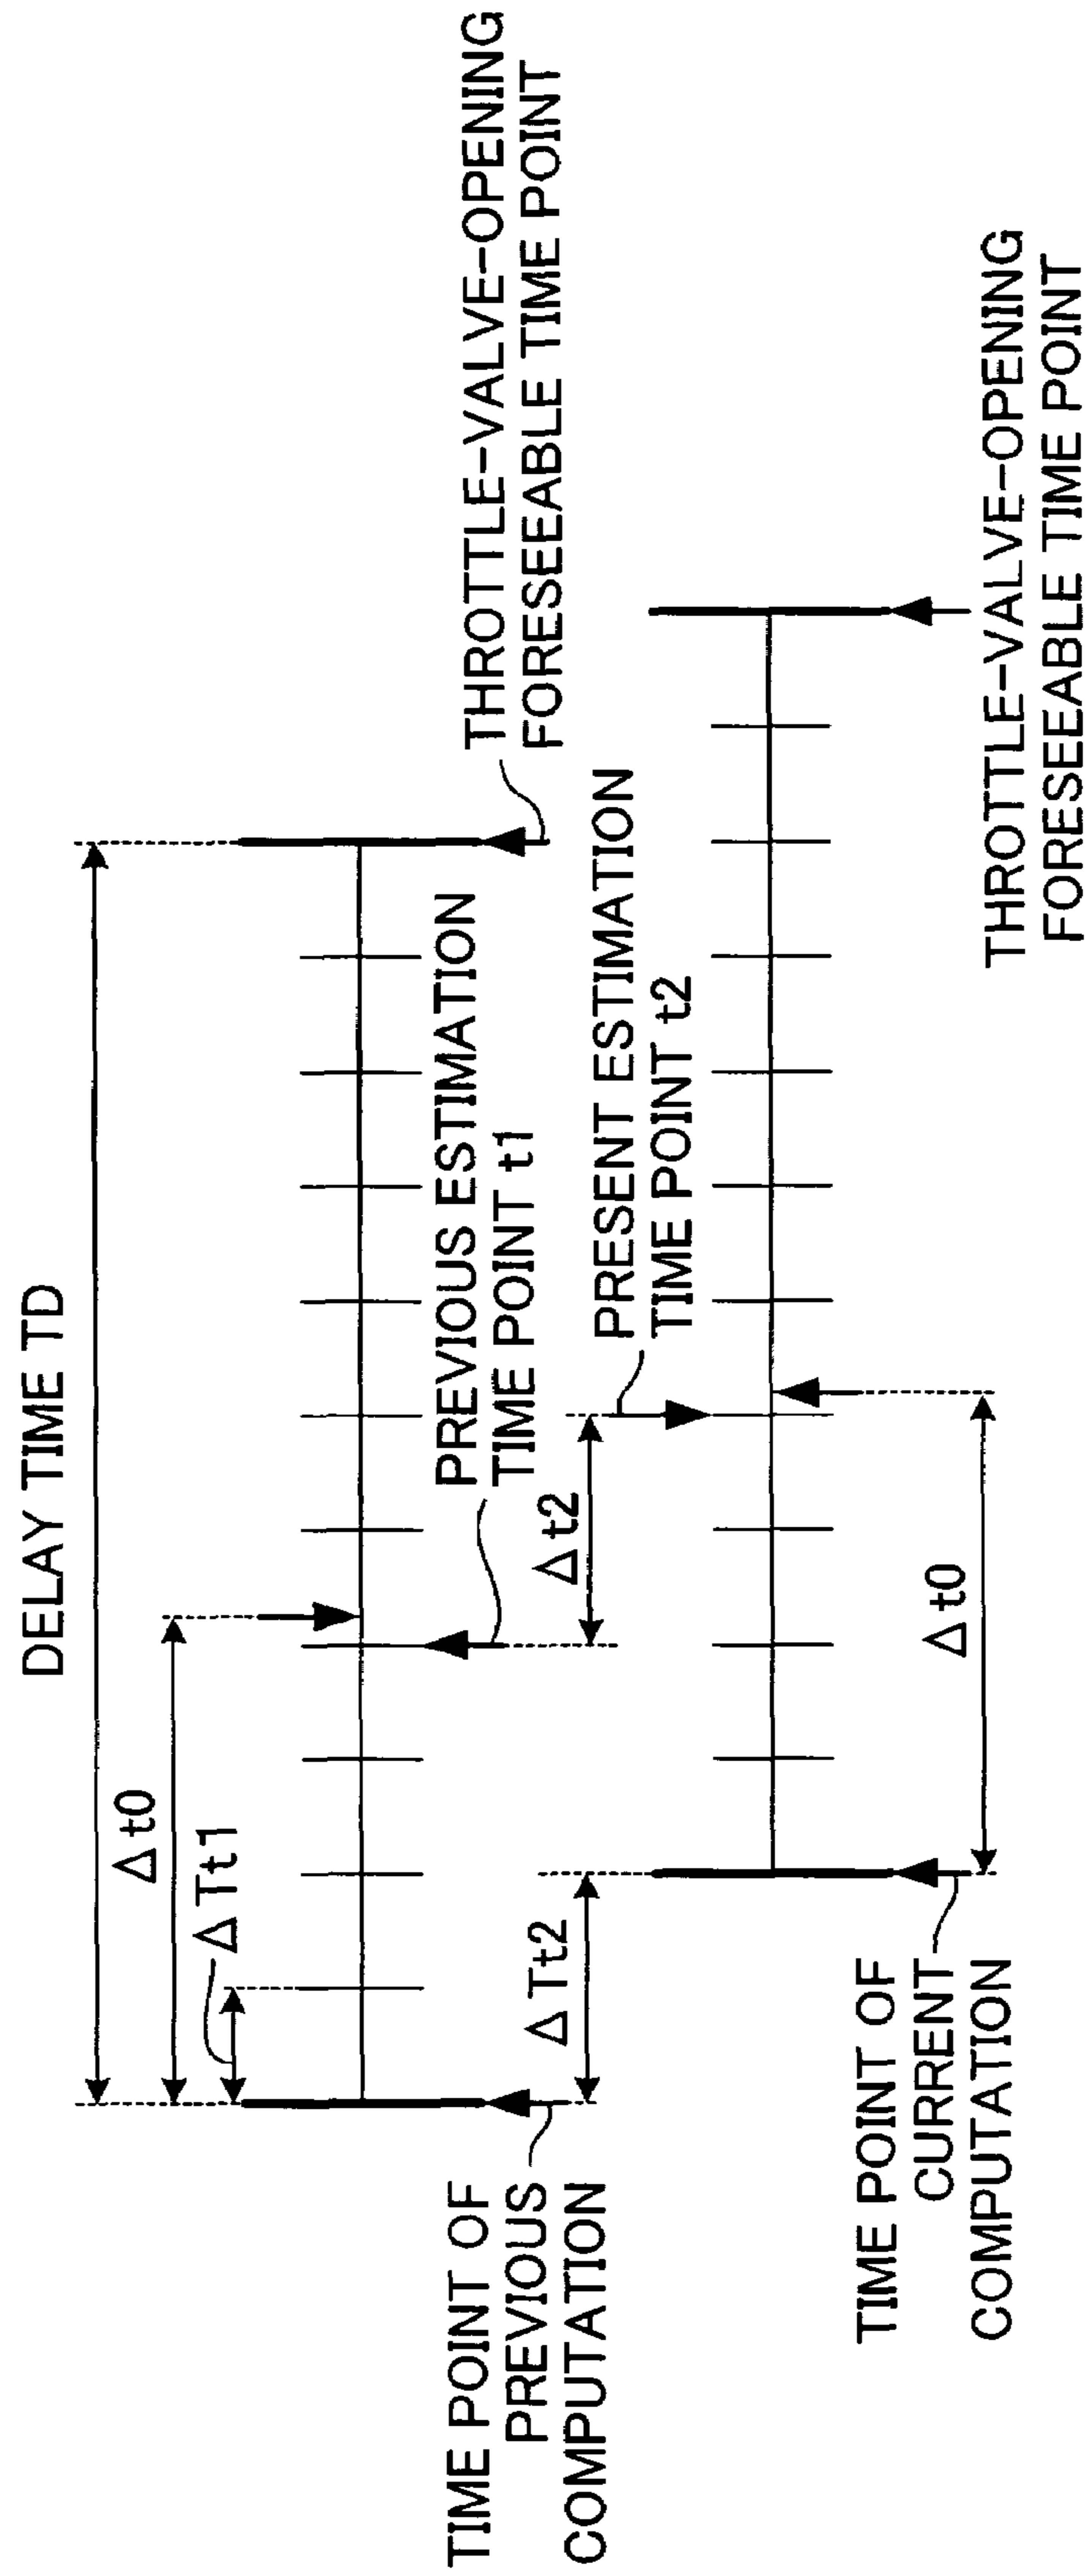 DELAY TIME TD
Δt0
ΔTt1
THROTTLE-VALVE-OPENING
FORESEEABLE TIME POINT
PREVIOUS ESTIMATION
TIME POINT t1
TIME POINT OF
PREVIOUS
COMPUTATION
ΔTt2
Δt2
PRESENT ESTIMATION
TIME POINT t2
TIME POINT OF
CURRENT
COMPUTATION
Δt0
THROTTLE-VALVE-OPENING
FORESEEABLE TIME POINT